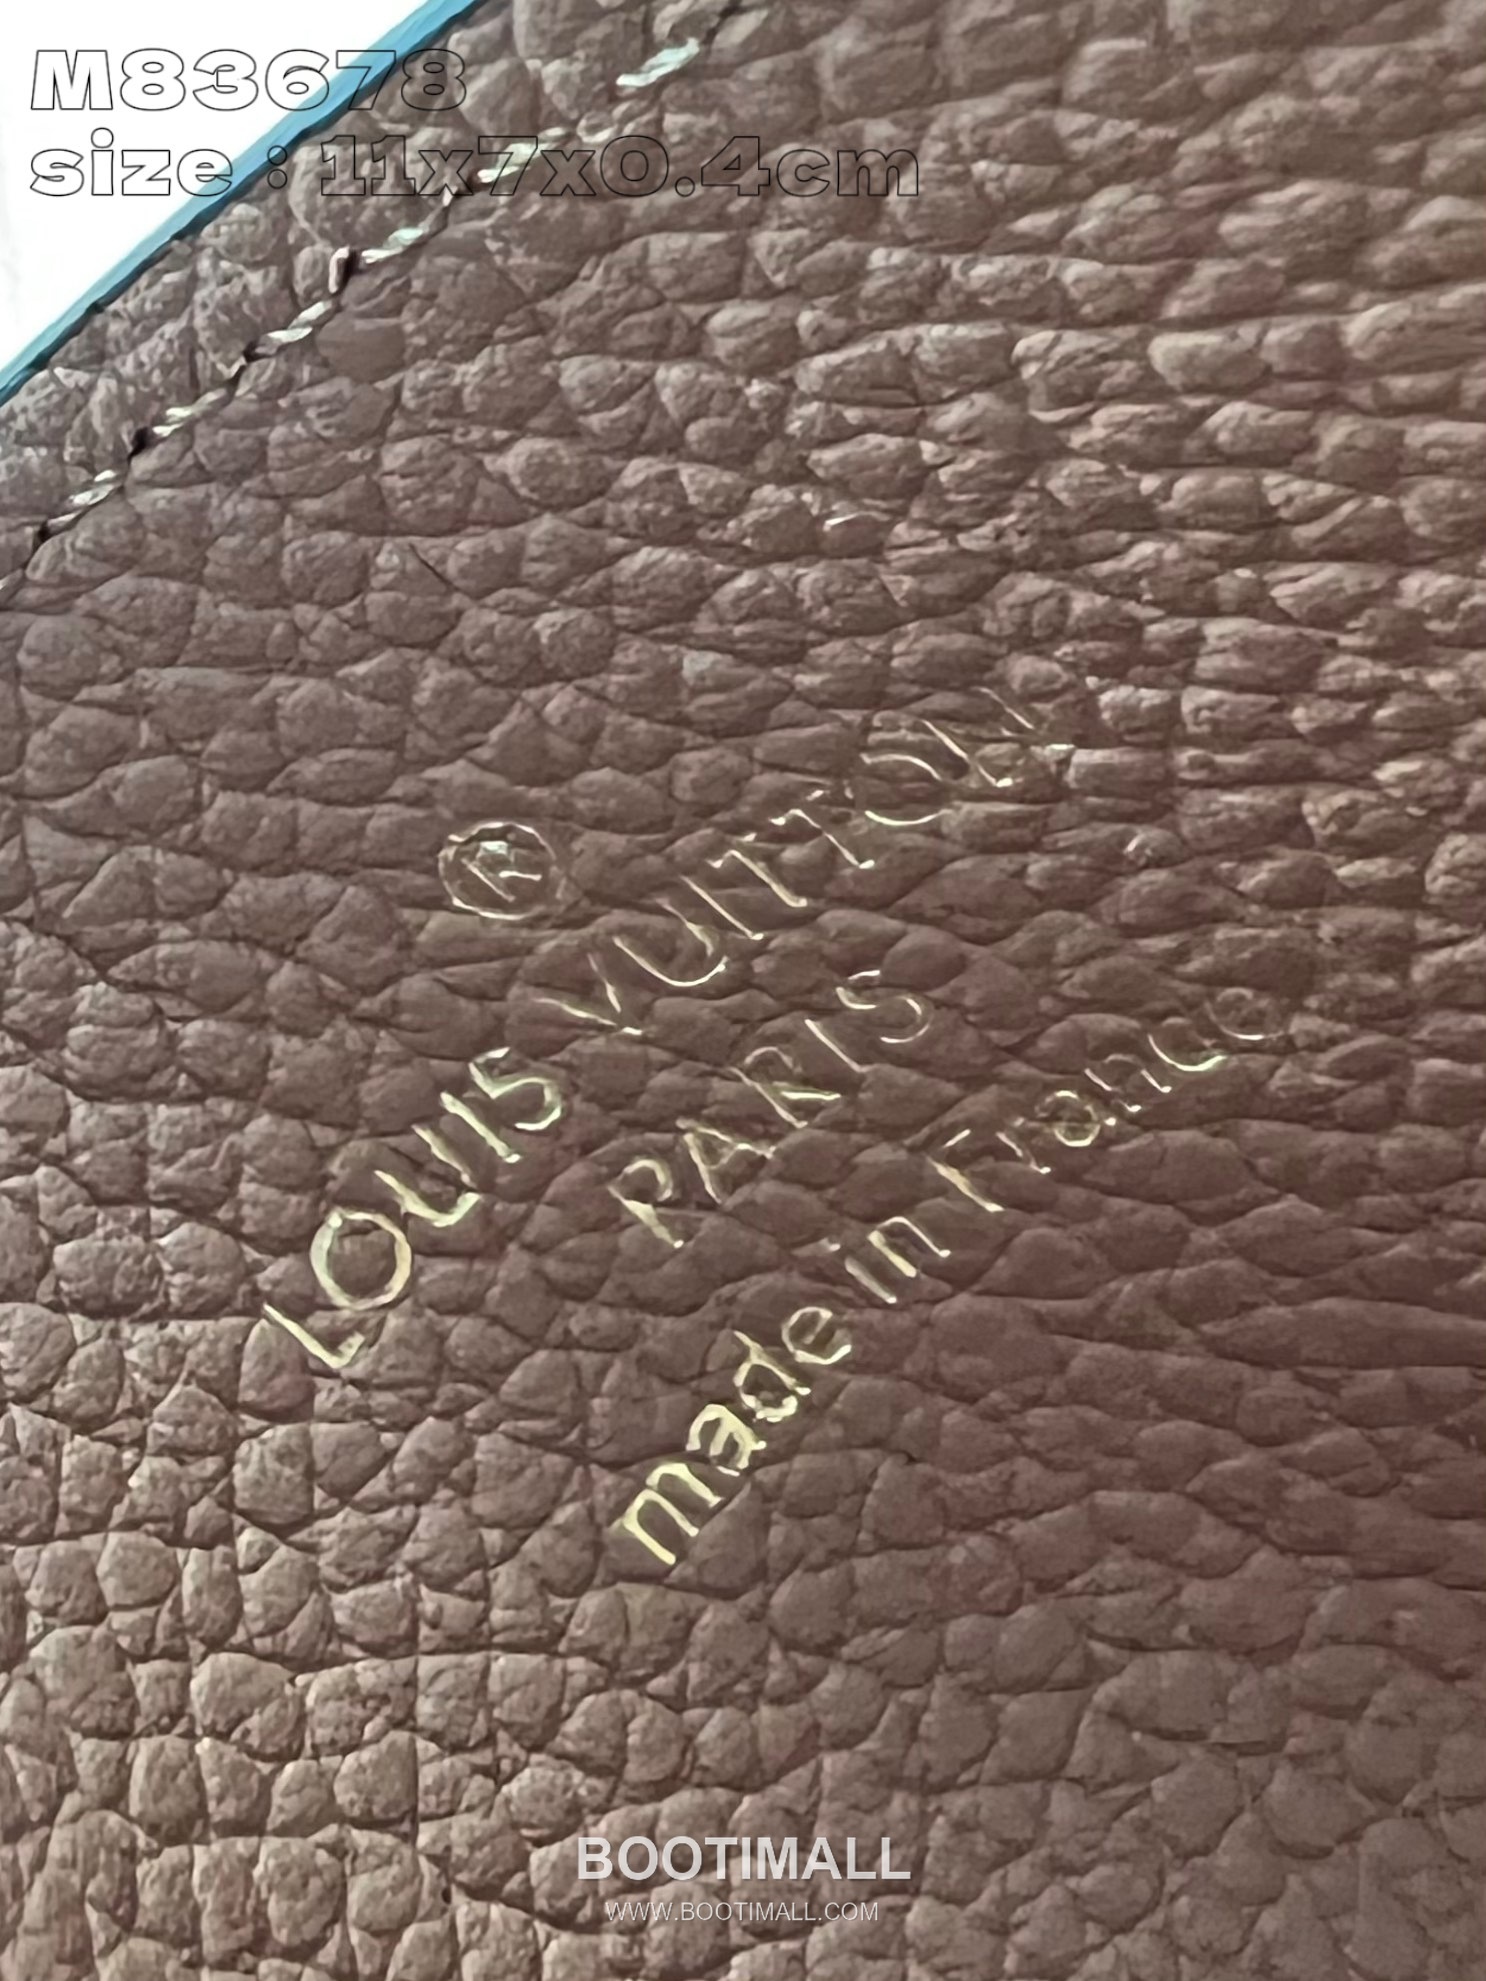 M83678
size : 11x7x0.4cm
®
LOUIS VUITTON
PARIS
made in France
BOOTIMALL
WWW.BOOTIMALL.COM